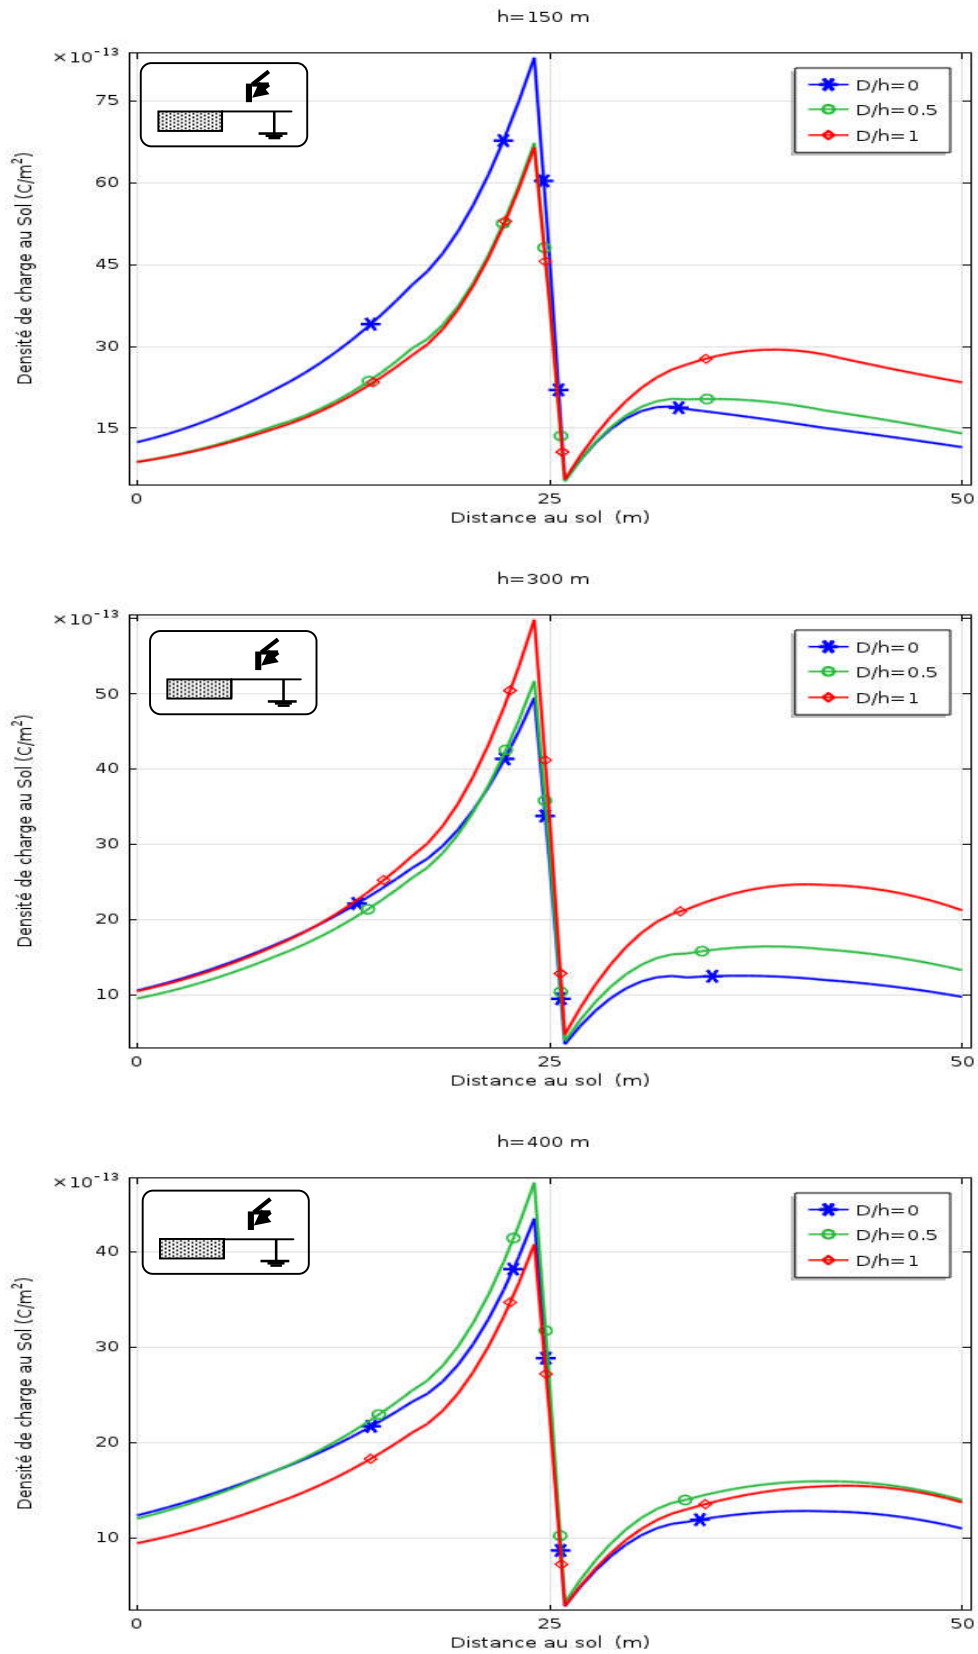 h=150 m
×10⁻¹³
75
60
45
30
15
Densité de charge au Sol (C/m²)
D/h=0
D/h=0.5
D/h=1
0 25 50
Distance au sol (m)
h=300 m
×10⁻¹³
50
40
30
20
10
Densité de charge au Sol (C/m²)
D/h=0
D/h=0.5
D/h=1
0 25 50
Distance au sol (m)
h=400 m
×10⁻¹³
40
30
20
10
Densité de charge au Sol (C/m²)
D/h=0
D/h=0.5
D/h=1
0 25 50
Distance au sol (m)